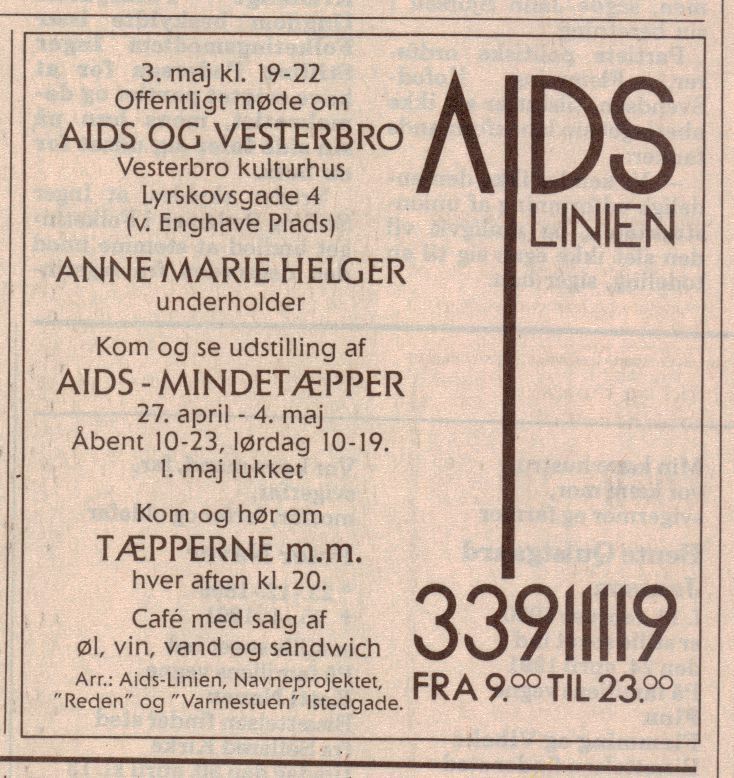 3. maj kl. 19-22
Offentligt møde om
AIDS OG VESTERBRO
Vesterbro kulturhus
Lyrskovsgade 4
(v. Enghave Plads)
ANNE MARIE HELGER
underholder
Kom og se udstilling af
AIDS - MINDETÆPPER
27. april - 4. maj
Åbent 10-23, lørdag 10-19.
1. maj lukket
Kom og hør om
TÆPPERNE m.m.
hver aften kl. 20.
Café med salg af
øl, vin, vand og sandwich
Arr.: Aids-Linien, Navneprojektet,
"Reden" og "Varmestuen" Istedgade.
AIDS
LINIEN
33911119
FRA 9.00 TIL 23.00